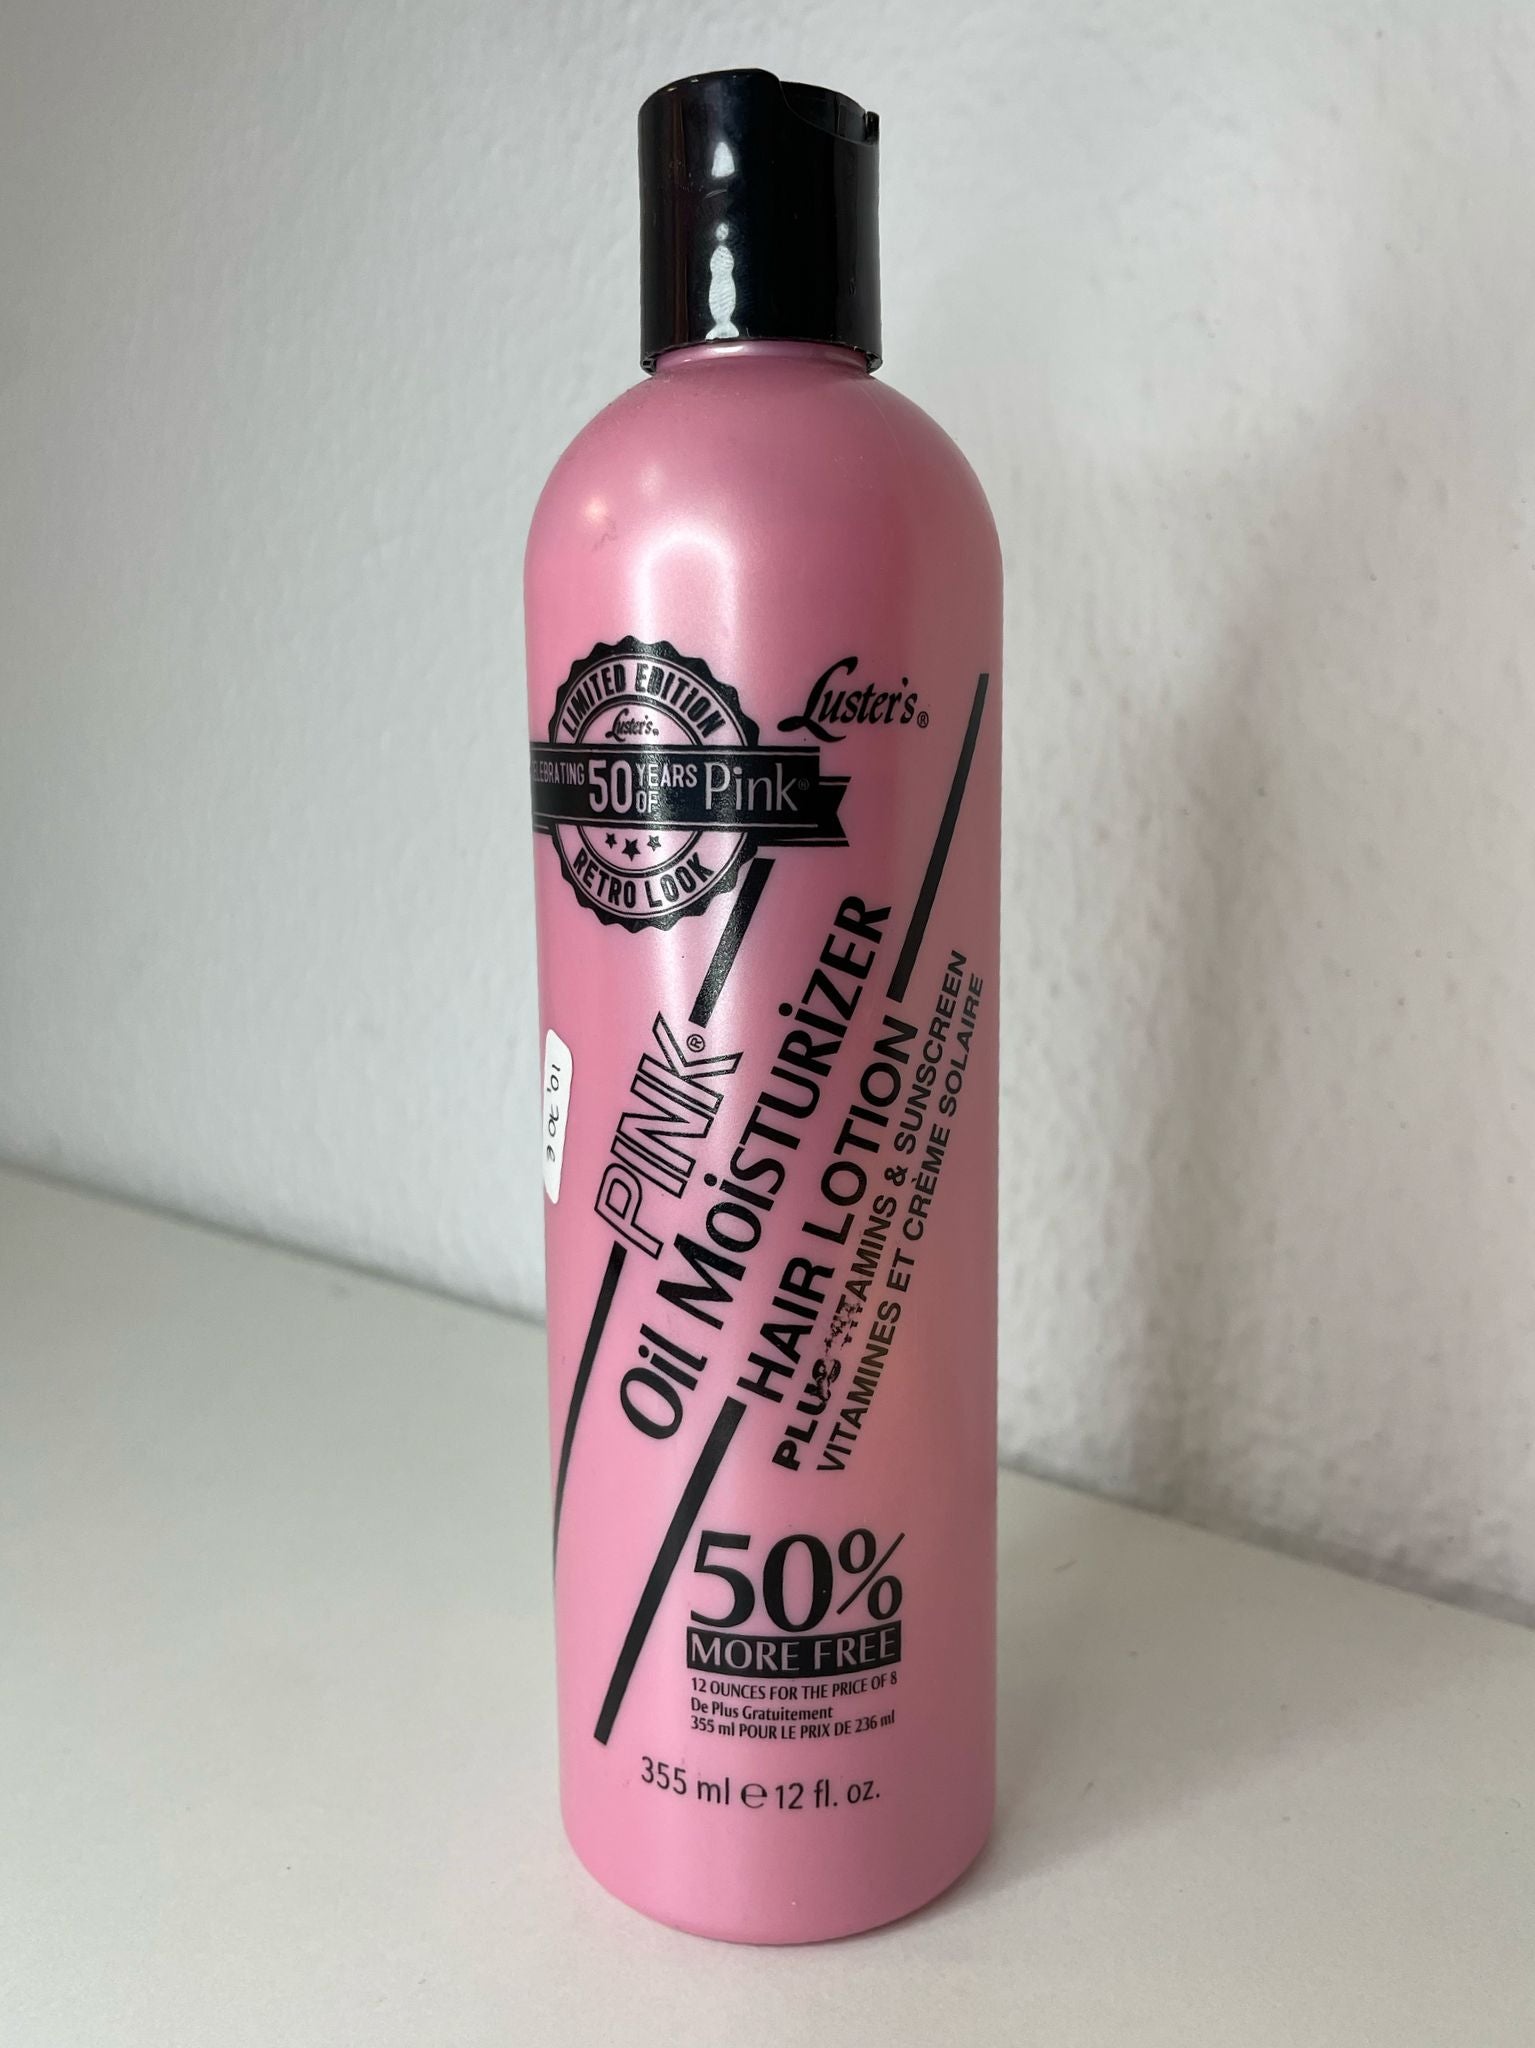 LIMITED EDITION
Luster's®
CELEBRATING 50 YEARS OF Pink®
RETRO LOOK
Luster's®
PINK®
Oil Moisturizer
HAIR LOTION
PLUS VITAMINS & SUNSCREEN
VITAMINES ET CRÈME SOLAIRE
10,70€
50%
MORE FREE
12 OUNCES FOR THE PRICE OF 8
De Plus Gratuitement
355 ml POUR LE PRIX DE 236 ml
355 ml e 12 fl. oz.